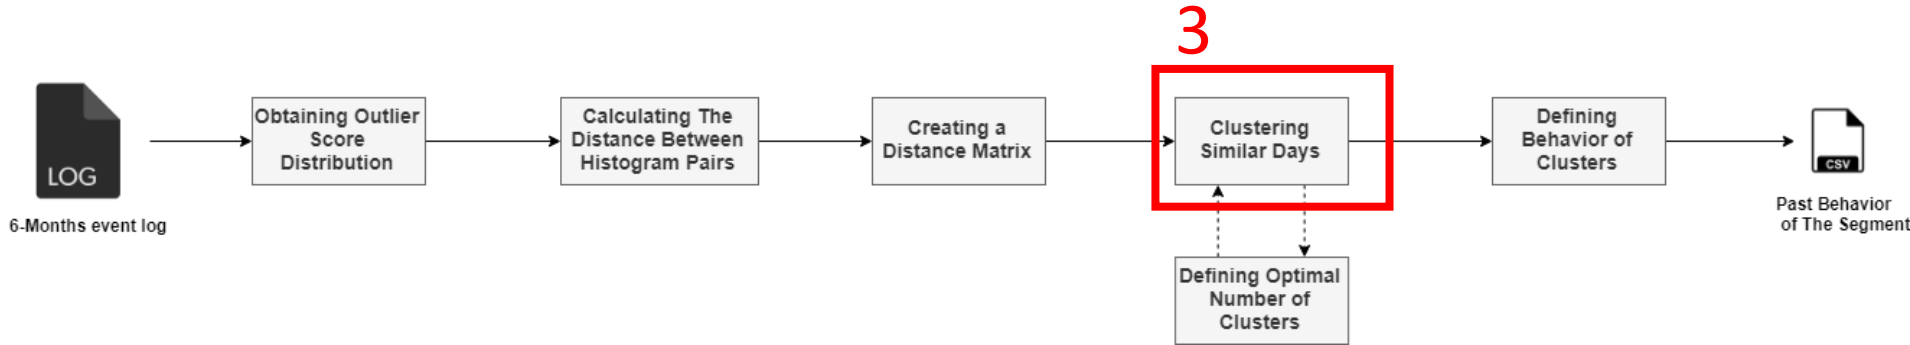 3
LOG
6-Months event log
Obtaining Outlier
Score
Distribution
Calculating The
Distance Between
Histogram Pairs
Creating a
Distance Matrix
Clustering
Similar Days
Defining Optimal
Number of
Clusters
Defining
Behavior of
Clusters
CSV
Past Behavior
of The Segment